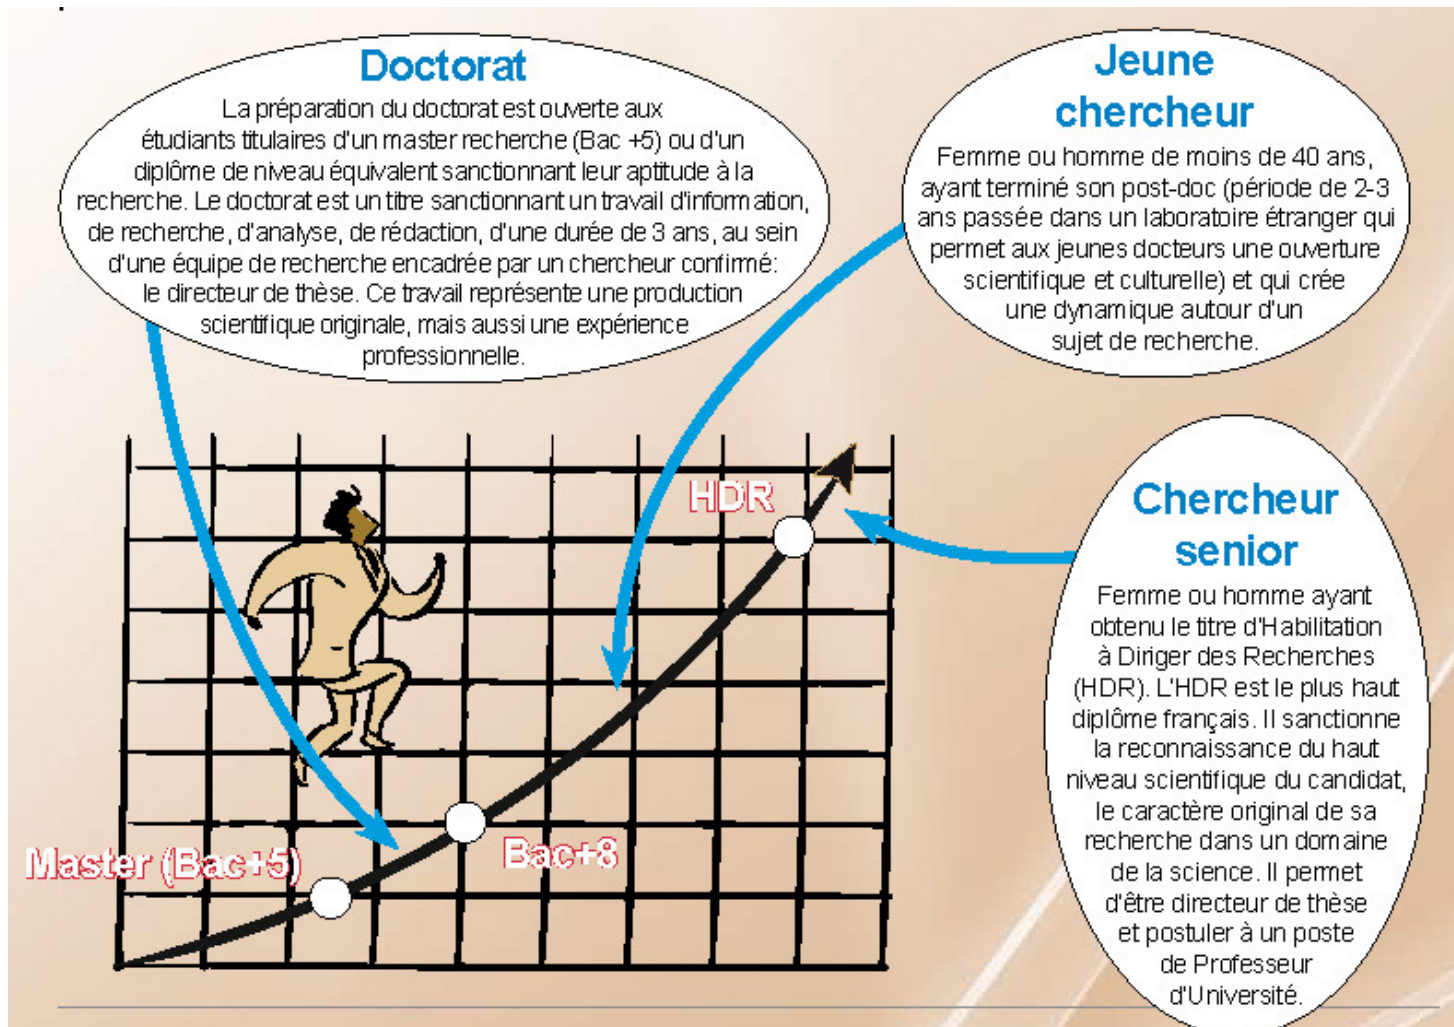 Doctorat
La préparation du doctorat est ouverte aux
étudiants titulaires d'un master recherche (Bac +5) ou d'un
diplôme de niveau équivalent sanctionnant leur aptitude à la
recherche. Le doctorat est un titre sanctionnant un travail d'information,
de recherche, d'analyse, de rédaction, d'une durée de 3 ans, au sein
d'une équipe de recherche encadrée par un chercheur confirmé:
le directeur de thèse. Ce travail représente une production
scientifique originale, mais aussi une expérience
professionnelle.
Jeune
chercheur
Femme ou homme de moins de 40 ans,
ayant terminé son post-doc (période de 2-3
ans passée dans un laboratoire étranger qui
permet aux jeunes docteurs une ouverture
scientifique et culturelle) et qui crée
une dynamique autour d'un
sujet de recherche.
HDR
Bac+8
Master (Bac+5)
Chercheur
senior
Femme ou homme ayant
obtenu le titre d'Habilitation
à Diriger des Recherches
(HDR). L'HDR est le plus haut
diplôme français. Il sanctionne
la reconnaissance du haut
niveau scientifique du candidat,
le caractère original de sa
recherche dans un domaine
de la science. Il permet
d'être directeur de thèse
et postuler à un poste
de Professeur
d'Université.